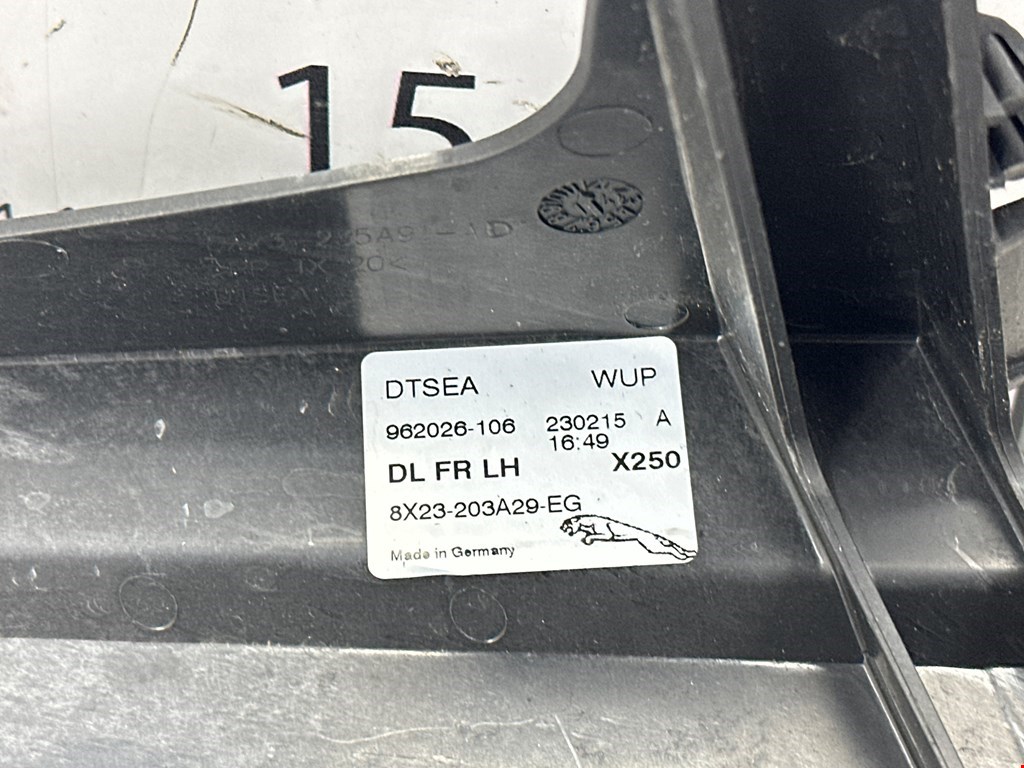 15
DTSEA WUP
962026-106 230215 A
16:49
DL FR LH X250
8X23-203A29-EG
Made in Germany